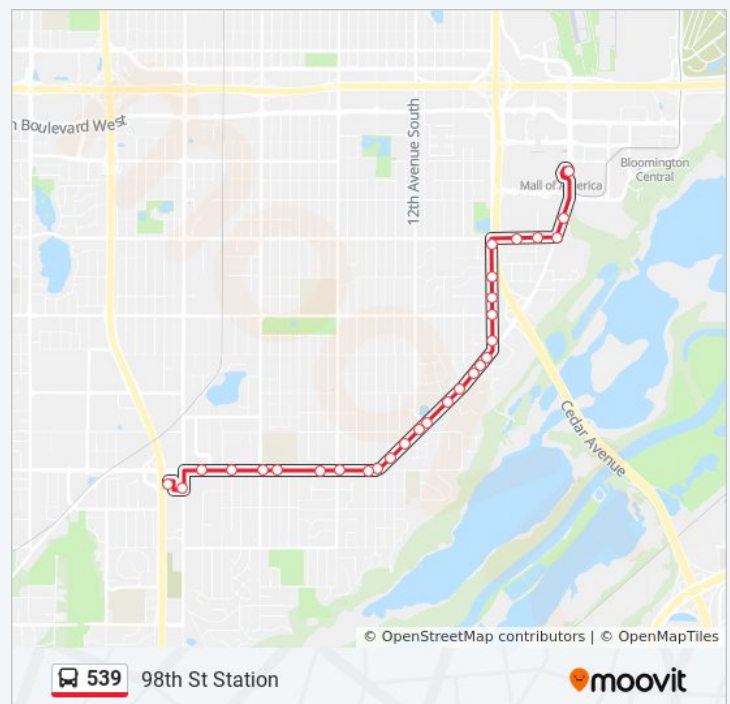 n Boulevard West
12th Avenue South
Mall of America
Bloomington
Central
Cedar Avenue
© OpenStreetMap contributors | © OpenMapTiles
539 98th St Station
moovit